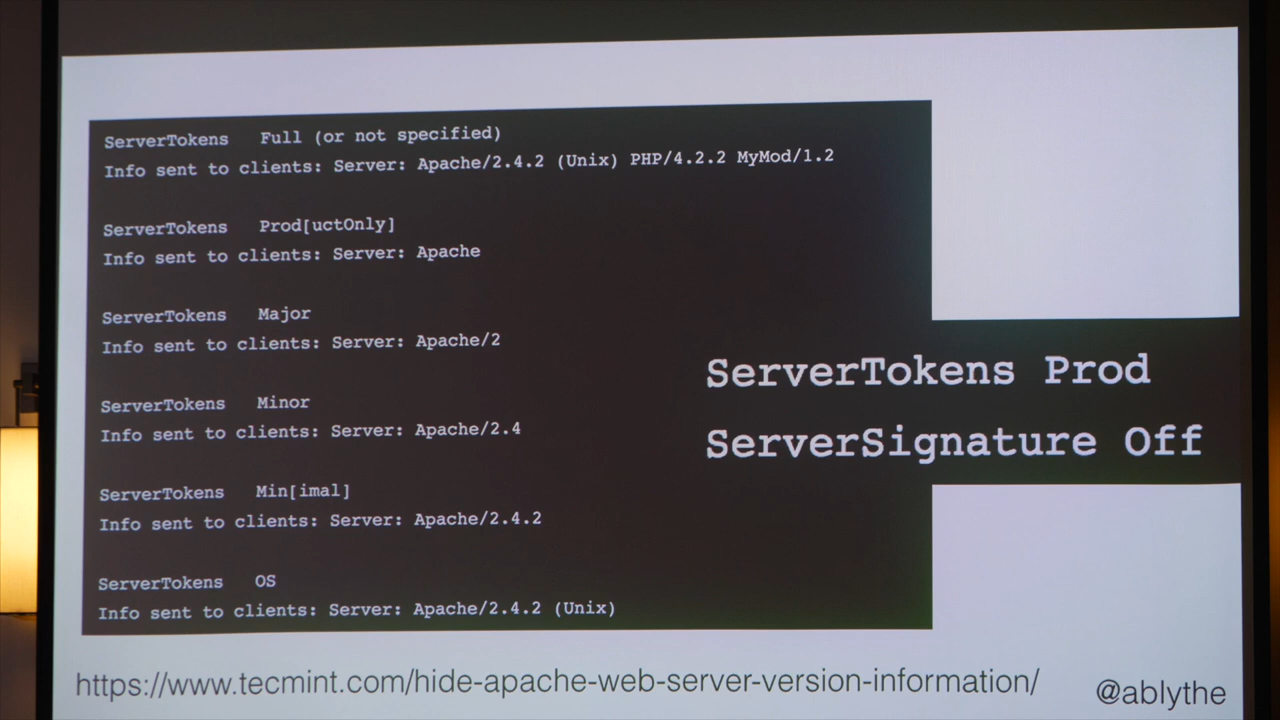 ServerTokens Full (or not specified)
Info sent to clients: Server: Apache/2.4.2 (Unix) PHP/4.2.2 MyMod/1.2
ServerTokens Prod[uctOnly]
Info sent to clients: Server: Apache
ServerTokens Major
Info sent to clients: Server: Apache/2
ServerTokens Minor
Info sent to clients: Server: Apache/2.4
ServerTokens Min[imal]
Info sent to clients: Server: Apache/2.4.2
ServerTokens OS
Info sent to clients: Server: Apache/2.4.2 (Unix)
ServerTokens Prod
ServerSignature Off
https://www.tecmint.com/hide-apache-web-server-version-information/
@ablythe